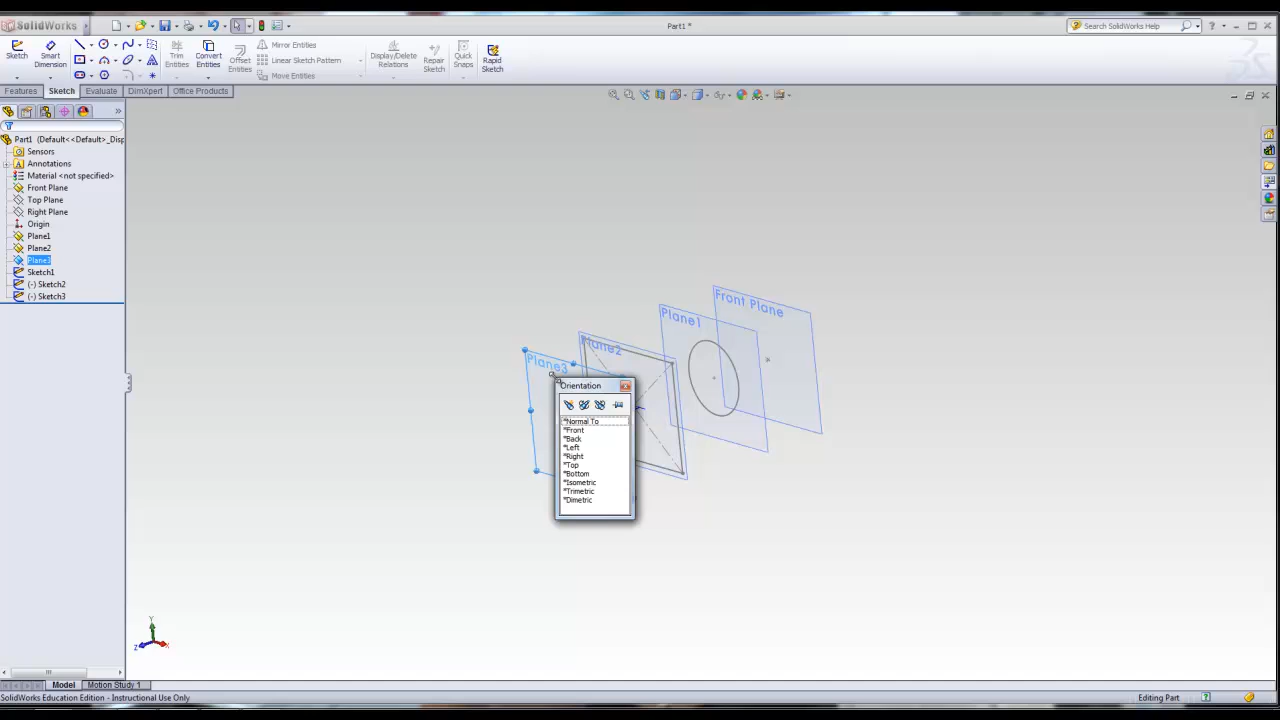 SolidWorks
Part1 *
Search SolidWorks Help
Sketch
Smart Dimension
Trim Entities
Convert Entities
Offset Entities
Mirror Entities
Linear Sketch Pattern
Move Entities
Display/Delete Relations
Repair Sketch
Quick Snaps
Rapid Sketch
Features
Sketch
Evaluate
DimXpert
Office Products
Part1 (Default<<Default>_Disp
Sensors
Annotations
Material <not specified>
Front Plane
Top Plane
Right Plane
Origin
Plane1
Plane2
Plane3
Sketch1
(-) Sketch2
(-) Sketch3
Front Plane
Plane1
Plane2
Plane3
Orientation
*Normal To
*Front
*Back
*Left
*Right
*Top
*Bottom
*Isometric
*Trimetric
*Dimetric
Y
Z
X
Model
Motion Study 1
SolidWorks Education Edition - Instructional Use Only
Editing Part